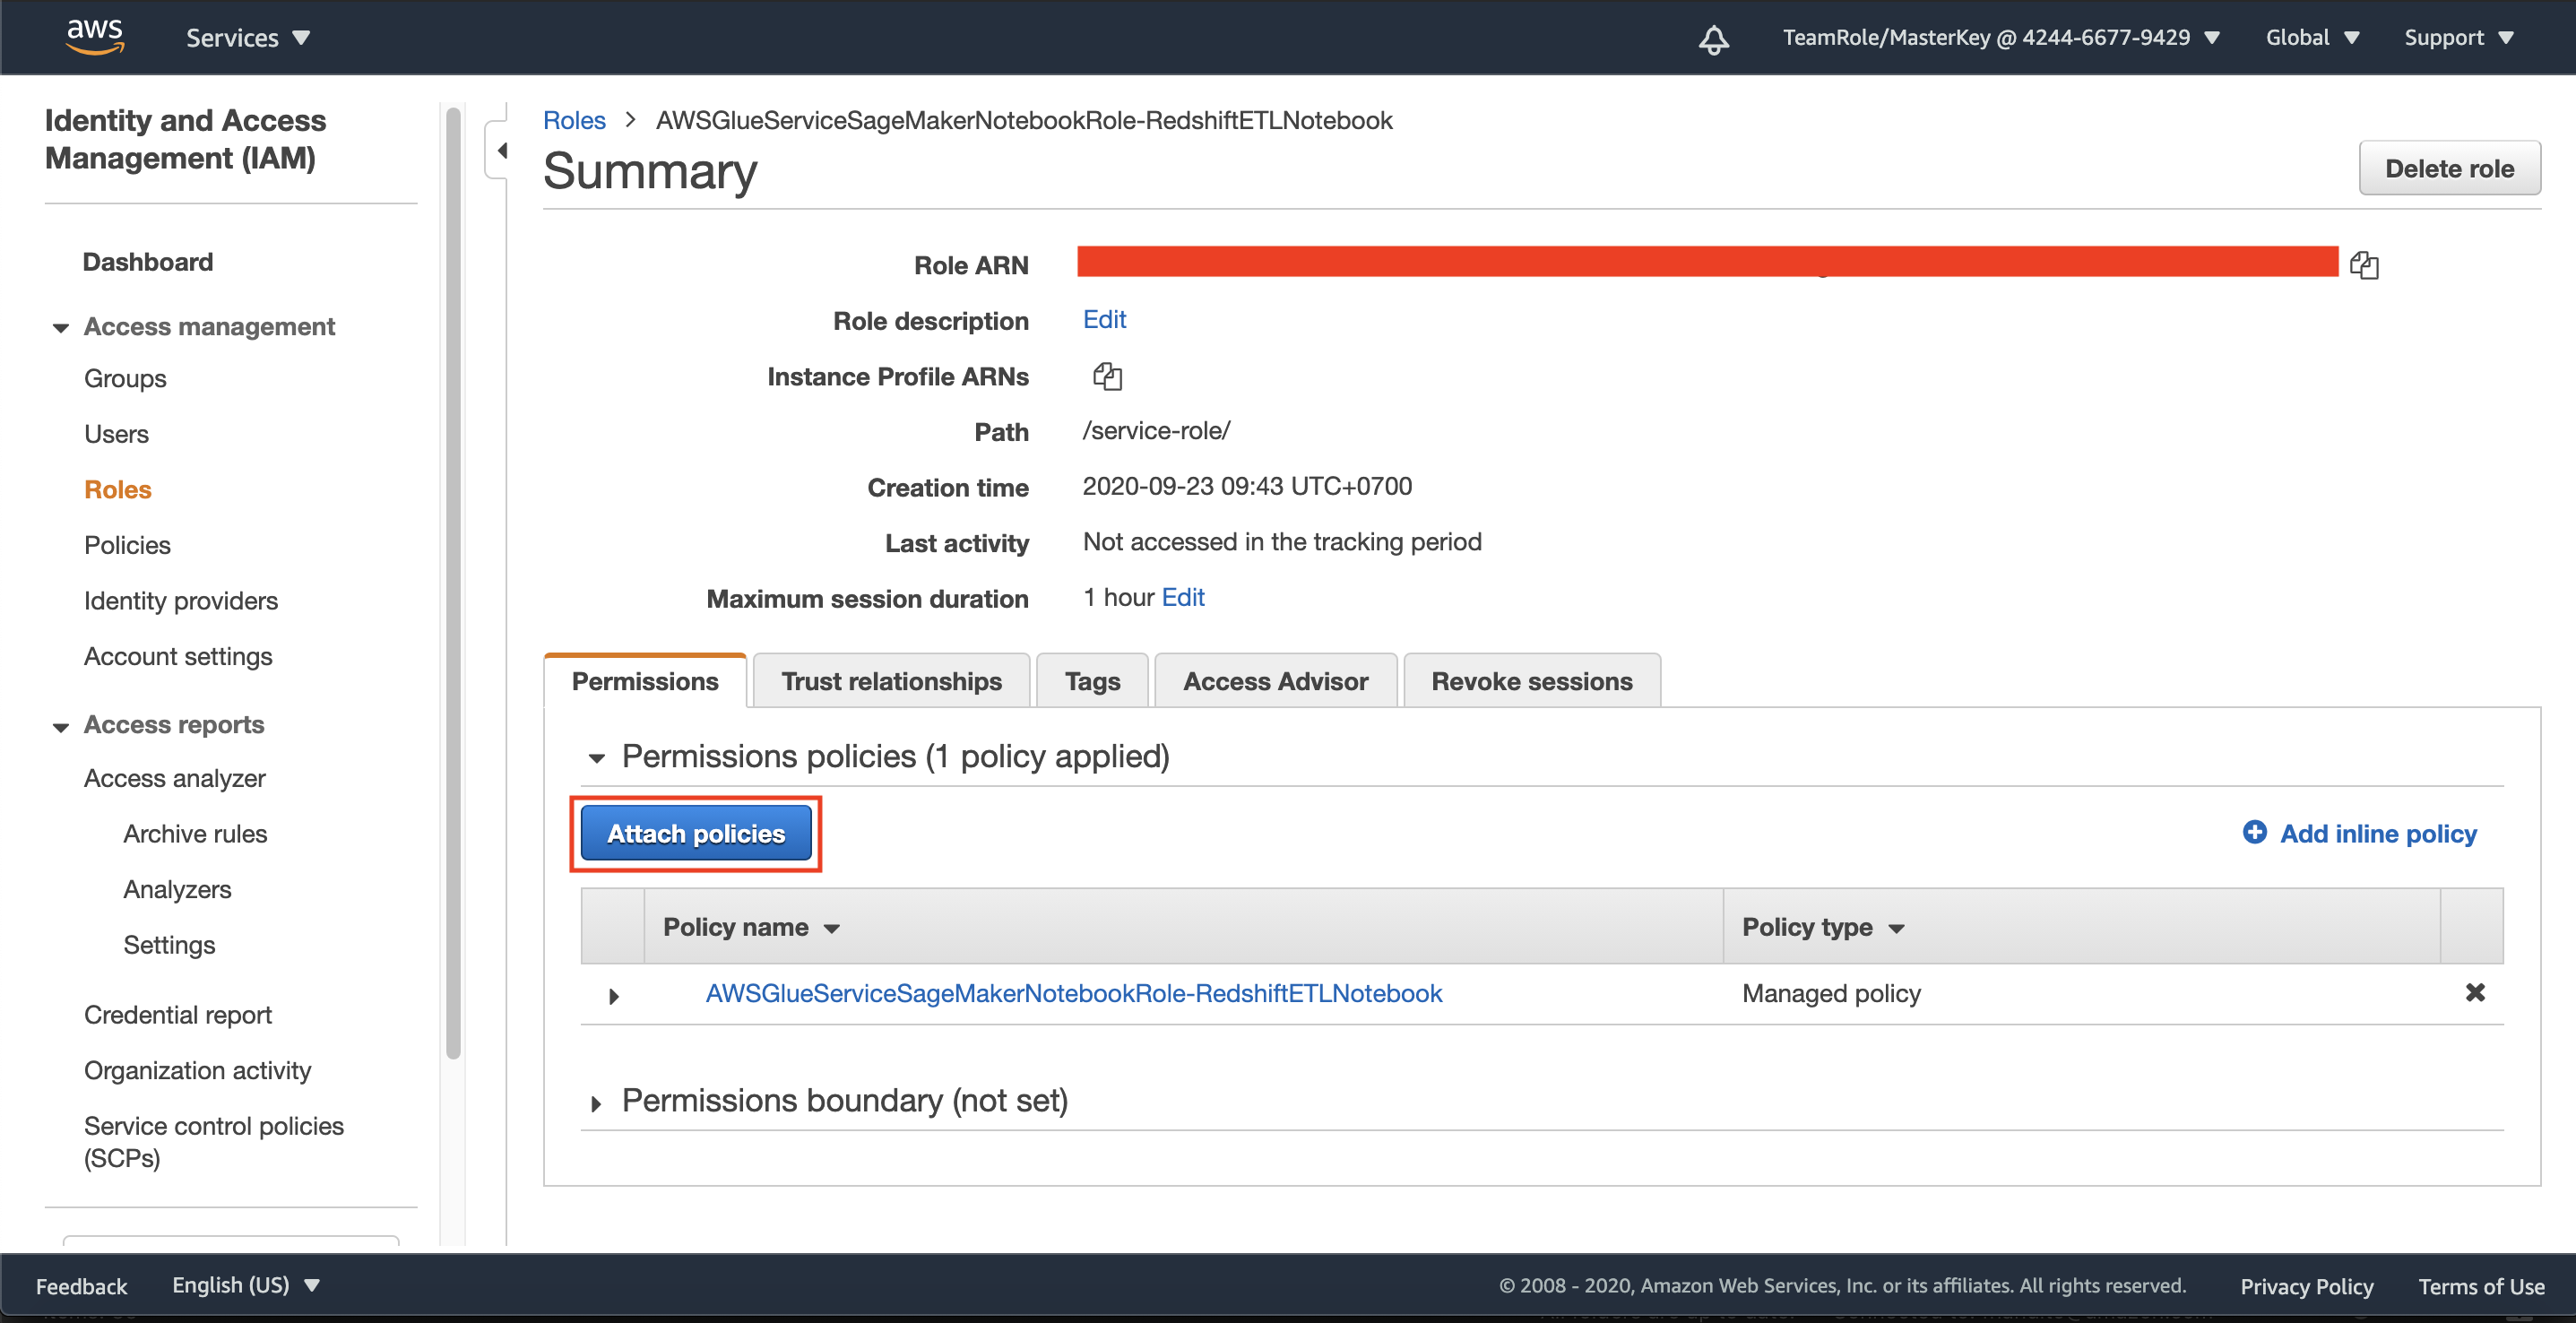 aws Services TeamRole/MasterKey @ 4244-6677-9429 Global Support
Identity and Access
Management (IAM)
Dashboard
Access management
Groups
Users
Roles
Policies
Identity providers
Account settings
Access reports
Access analyzer
Archive rules
Analyzers
Settings
Credential report
Organization activity
Service control policies
(SCPs)
Roles > AWSGlueServiceSageMakerNotebookRole-RedshiftETLNotebook
Summary
Delete role
Role ARN
Role description Edit
Instance Profile ARNs
Path /service-role/
Creation time 2020-09-23 09:43 UTC+0700
Last activity Not accessed in the tracking period
Maximum session duration 1 hour Edit
Permissions Trust relationships Tags Access Advisor Revoke sessions
Permissions policies (1 policy applied)
Attach policies Add inline policy
Policy name Policy type
AWSGlueServiceSageMakerNotebookRole-RedshiftETLNotebook Managed policy
Permissions boundary (not set)
Feedback English (US) © 2008 - 2020, Amazon Web Services, Inc. or its affiliates. All rights reserved. Privacy Policy Terms of Use